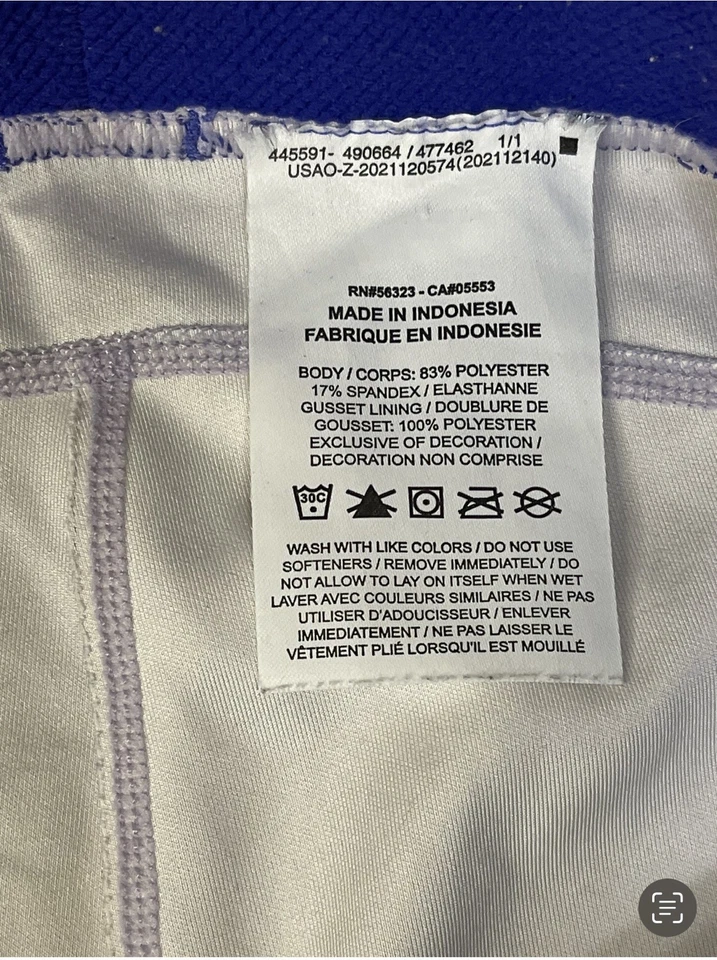 445591- 490664 / 477462 1/1
USAO-Z-2021120574(202112140)
RN#56323 - CA#05553
MADE IN INDONESIA
FABRIQUE EN INDONESIE
BODY / CORPS: 83% POLYESTER
17% SPANDEX / ELASTHANNE
GUSSET LINING / DOUBLURE DE
GOUSSET: 100% POLYESTER
EXCLUSIVE OF DECORATION /
DECORATION NON COMPRISE
30C
WASH WITH LIKE COLORS / DO NOT USE
SOFTENERS / REMOVE IMMEDIATELY / DO
NOT ALLOW TO LAY ON ITSELF WHEN WET
LAVER AVEC COULEURS SIMILAIRES / NE PAS
UTILISER D'ADOUCISSEUR / ENLEVER
IMMEDIATEMENT / NE PAS LAISSER LE
VÊTEMENT PLIÉ LORSQU'IL EST MOUILLÉ